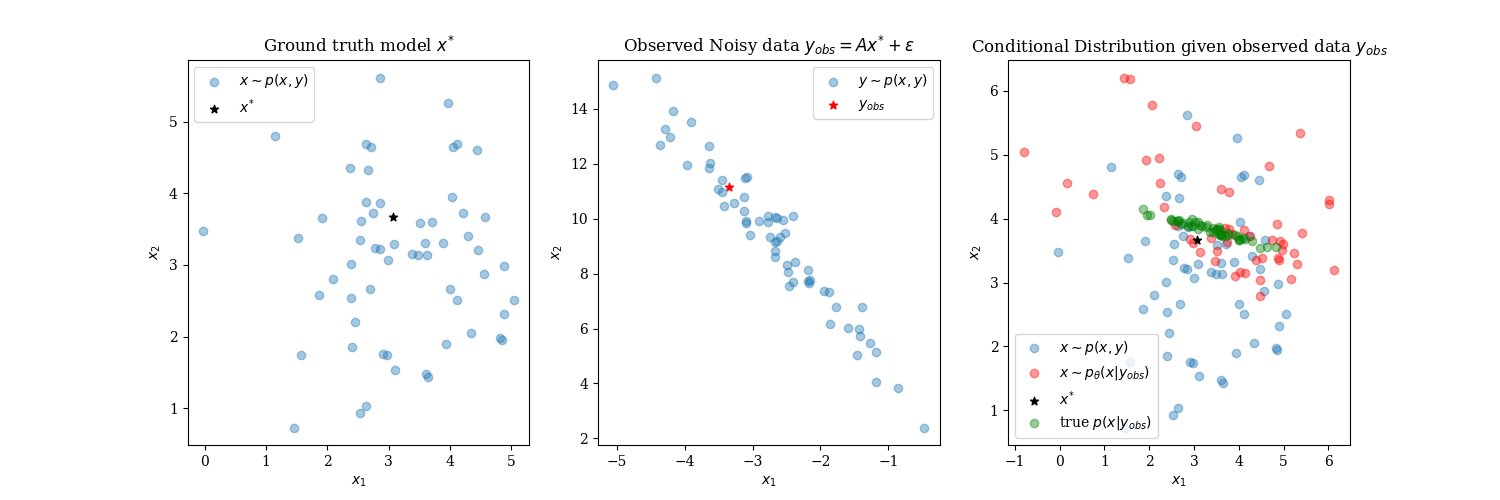 Ground truth model x*
x ~ p(x, y)
x*
x₂
5
4
3
2
1
0 1 2 3 4 5
x₁
Observed Noisy data y_obs = Ax* + ε
y ~ p(x, y)
y_obs
x₂
14
12
10
8
6
4
2
−5 −4 −3 −2 −1
x₁
Conditional Distribution given observed data y_obs
x₂
6
5
4
3
2
1
x ~ p(x, y)
x ~ p_θ(x|y_obs)
x*
true p(x|y_obs)
−1 0 1 2 3 4 5 6
x₁